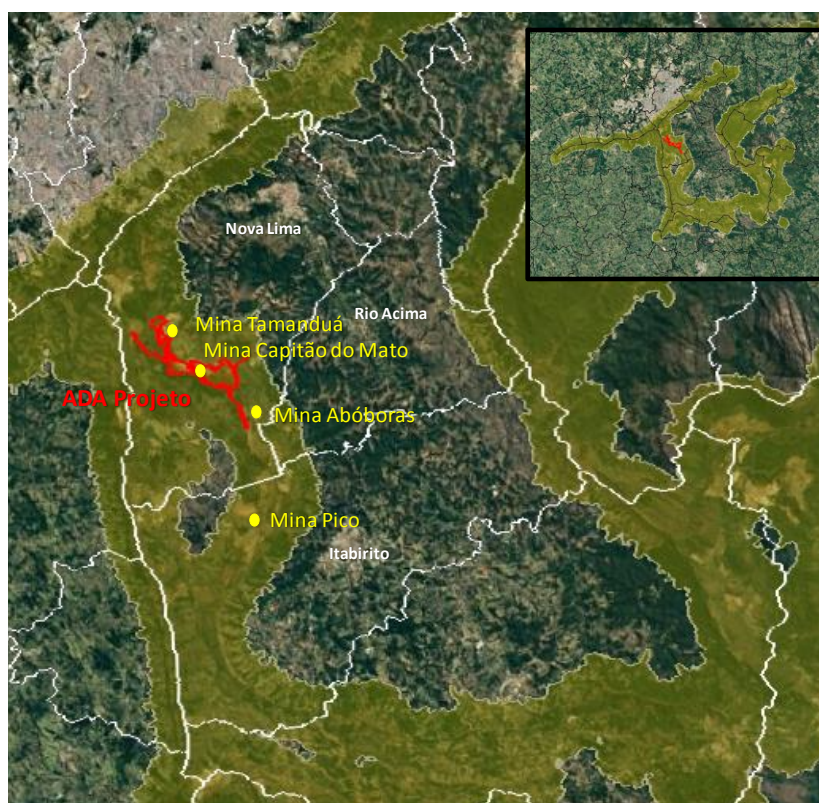 Nova Lima
Rio Acima
Mina Tamanduá
Mina Capitão do Mato
ADA Projeto
Mina Abóboras
Mina Pico
Itabirito